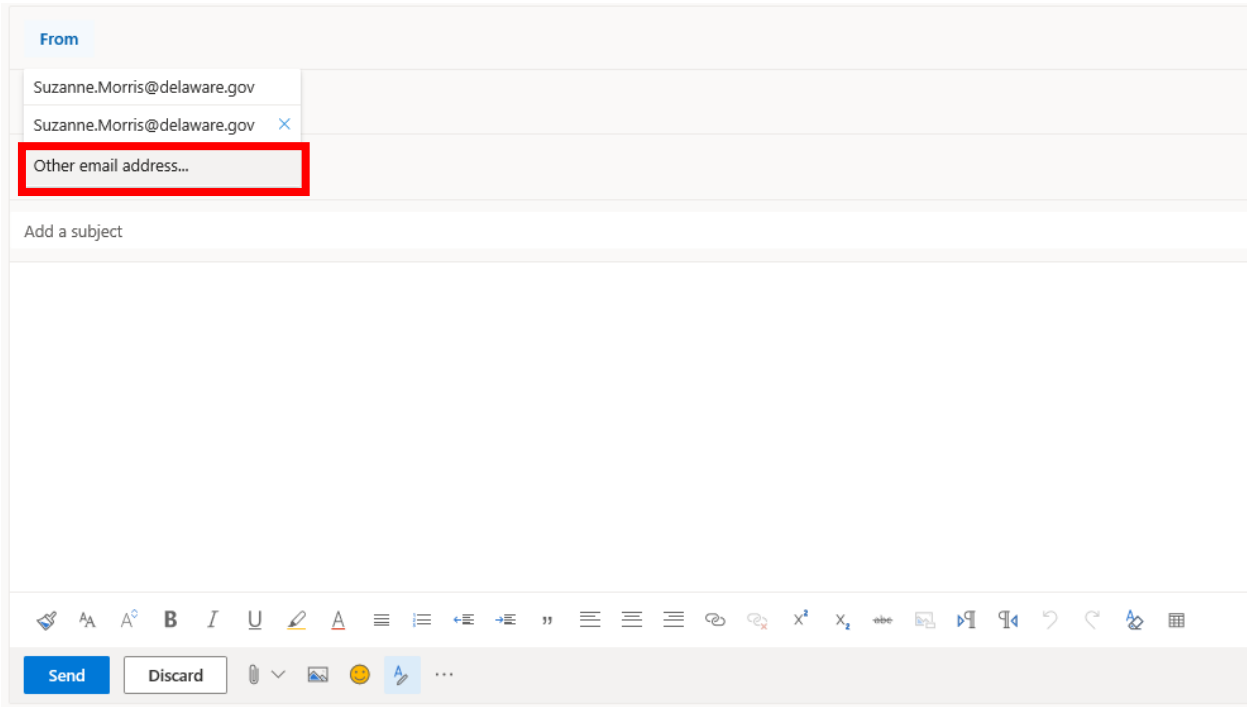 From
Suzanne.Morris@delaware.gov
Suzanne.Morris@delaware.gov
Other email address...
Add a subject
Send
Discard